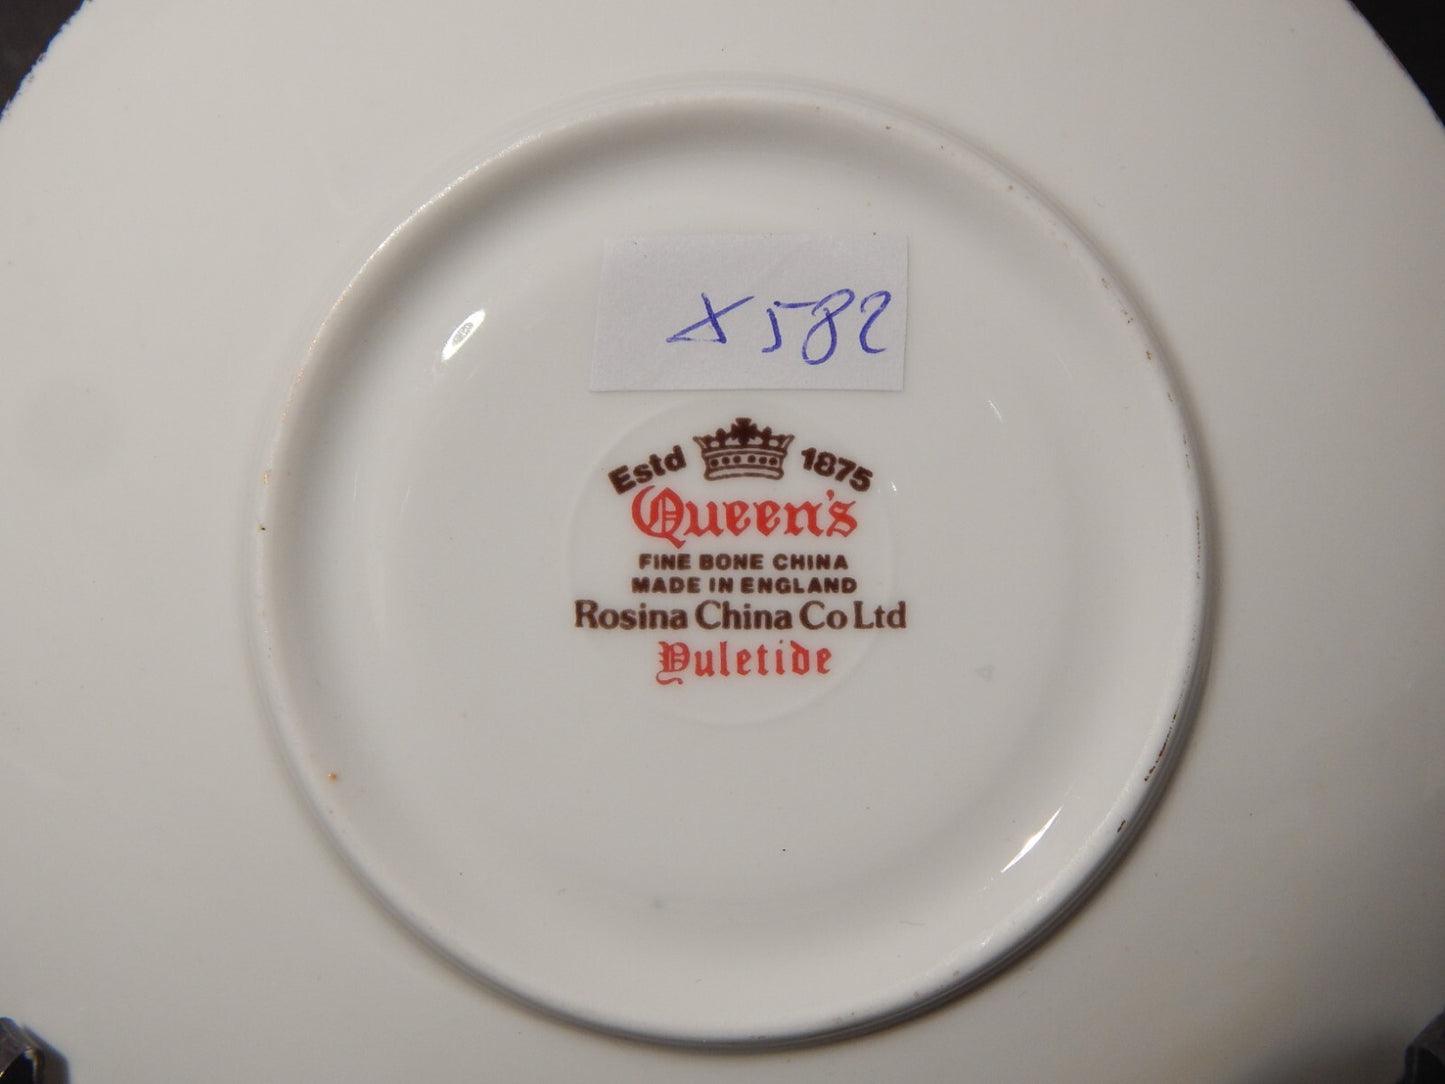 x582
Estd 1875
Queen's
FINE BONE CHINA
MADE IN ENGLAND
Rosina China Co Ltd
Yuletide